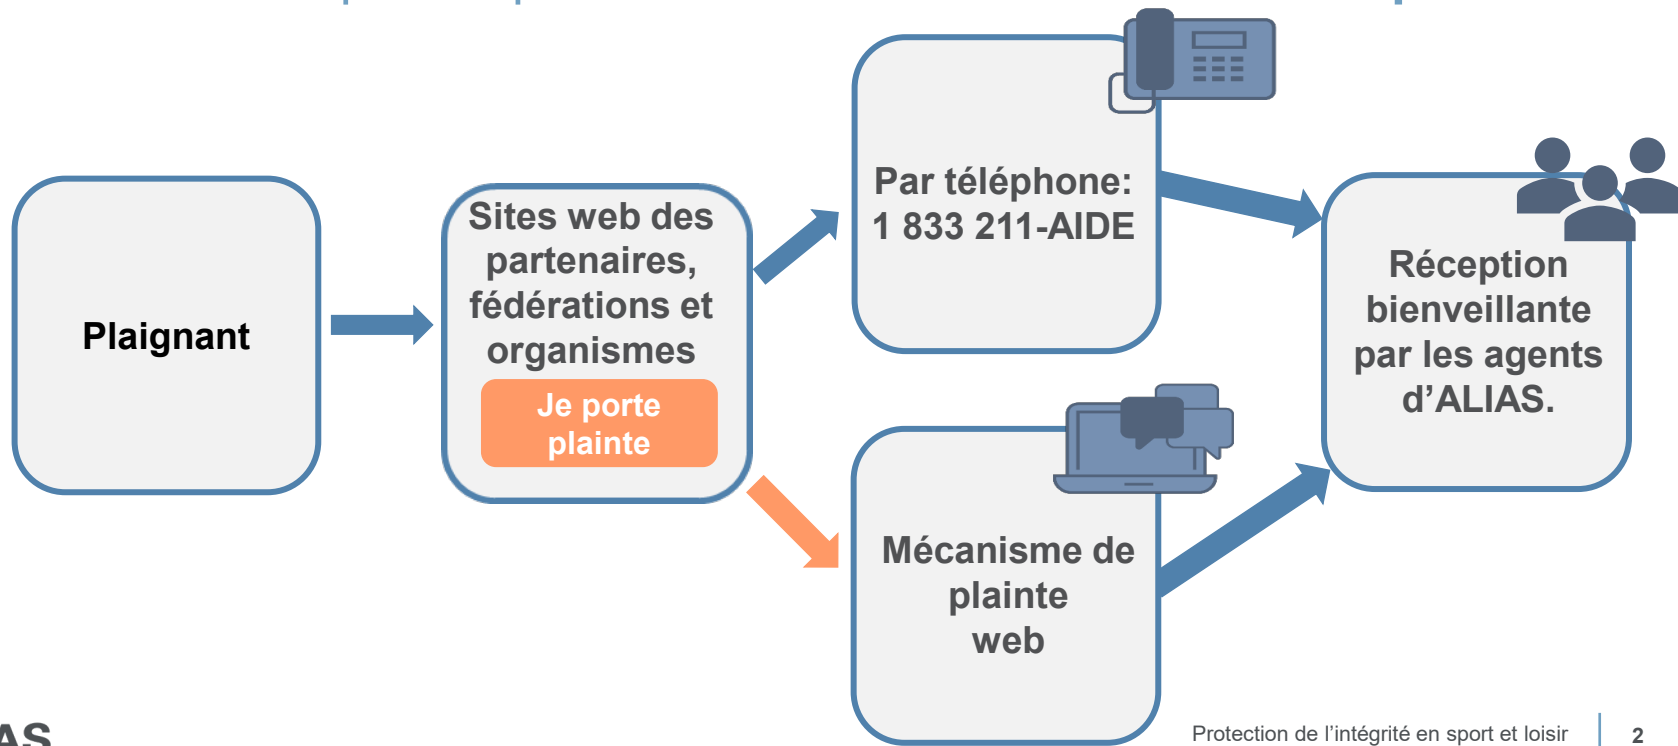 Plaignant
Sites web des
partenaires,
fédérations et
organismes
Je porte
plainte
Par téléphone:
1 833 211-AIDE
Mécanisme de
plainte
web
Réception
bienveillante
par les agents
d’ALIAS.
Protection de l’intégrité en sport et loisir
2